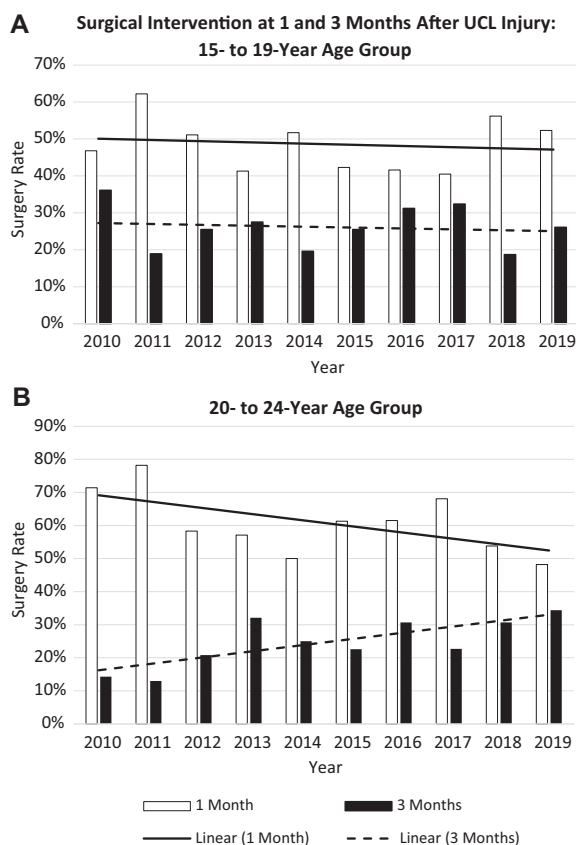 A
Surgical Intervention at 1 and 3 Months After UCL Injury:
15- to 19-Year Age Group
70%
60%
50%
40%
30%
20%
10%
0%
Surgery Rate
2010 2011 2012 2013 2014 2015 2016 2017 2018 2019
Year
B
20- to 24-Year Age Group
90%
80%
70%
60%
50%
40%
30%
20%
10%
0%
Surgery Rate
2010 2011 2012 2013 2014 2015 2016 2017 2018 2019
Year
1 Month 3 Months
Linear (1 Month) Linear (3 Months)